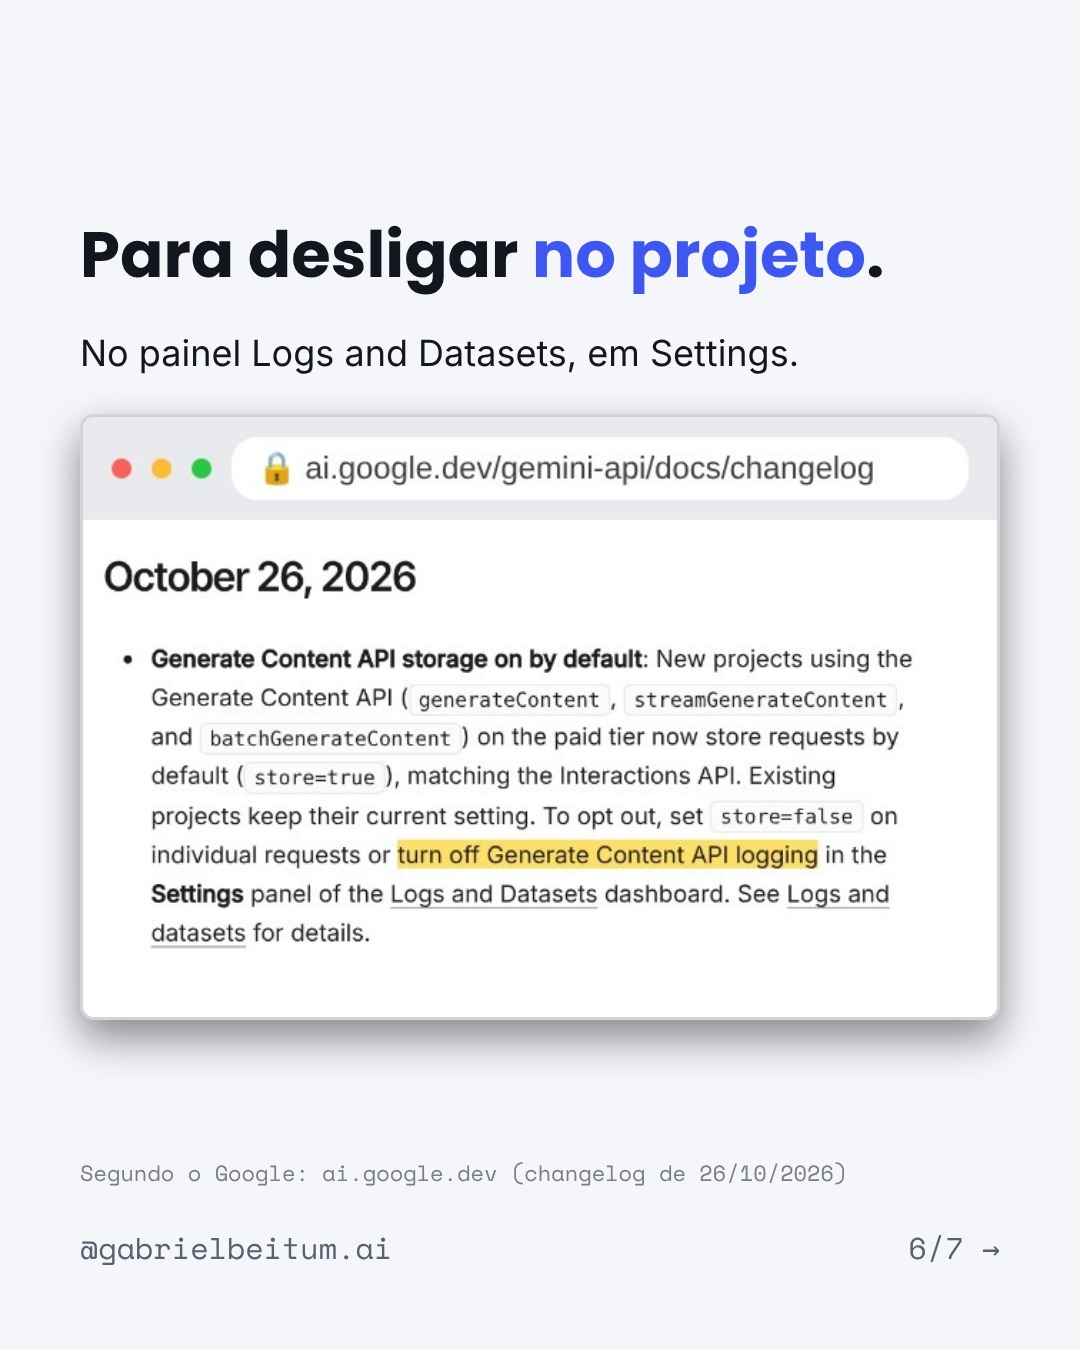 Para desligar no projeto.
No painel Logs and Datasets, em Settings.
ai.google.dev/gemini-api/docs/changelog
October 26, 2026
• Generate Content API storage on by default: New projects using the
Generate Content API ( generateContent , streamGenerateContent ,
and batchGenerateContent ) on the paid tier now store requests by
default ( store=true ), matching the Interactions API. Existing
projects keep their current setting. To opt out, set store=false on
individual requests or turn off Generate Content API logging in the
Settings panel of the Logs and Datasets dashboard. See Logs and
datasets for details.
Segundo o Google: ai.google.dev (changelog de 26/10/2026)
@gabrielbeitum.ai
6/7 →